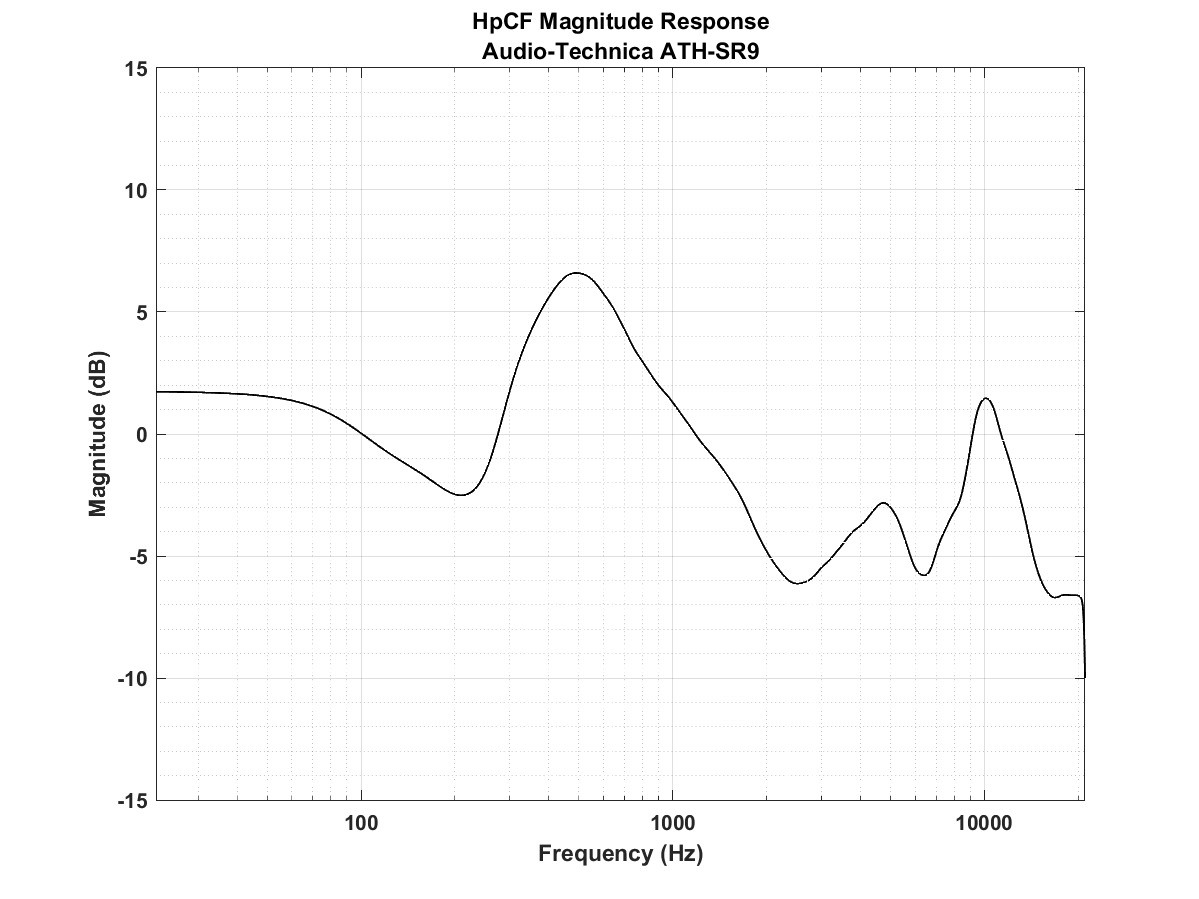 HpCF Magnitude Response
Audio-Technica ATH-SR9
15
10
5
0
-5
-10
-15
Magnitude (dB)
100
1000
10000
Frequency (Hz)